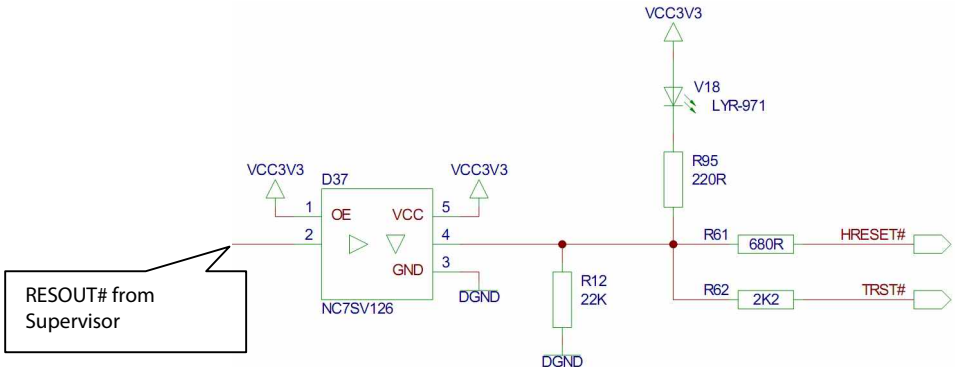 VCC3V3
V18
LYR-971
R95
220R
VCC3V3
D37
VCC3V3
1
OE
VCC
5
2
4
GND
3
DGND
NC7SV126
R12
22K
DGND
R61
680R
HRESET#
R62
2K2
TRST#
RESOUT# from
Supervisor